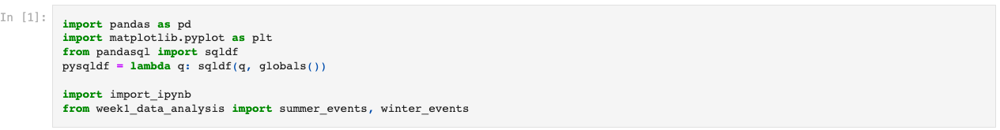 In [1]:
import pandas as pd
import matplotlib.pyplot as plt
from pandasql import sqldf
pysqldf = lambda q: sqldf(q, globals())
import import_ipynb
from week1_data_analysis import summer_events, winter_events